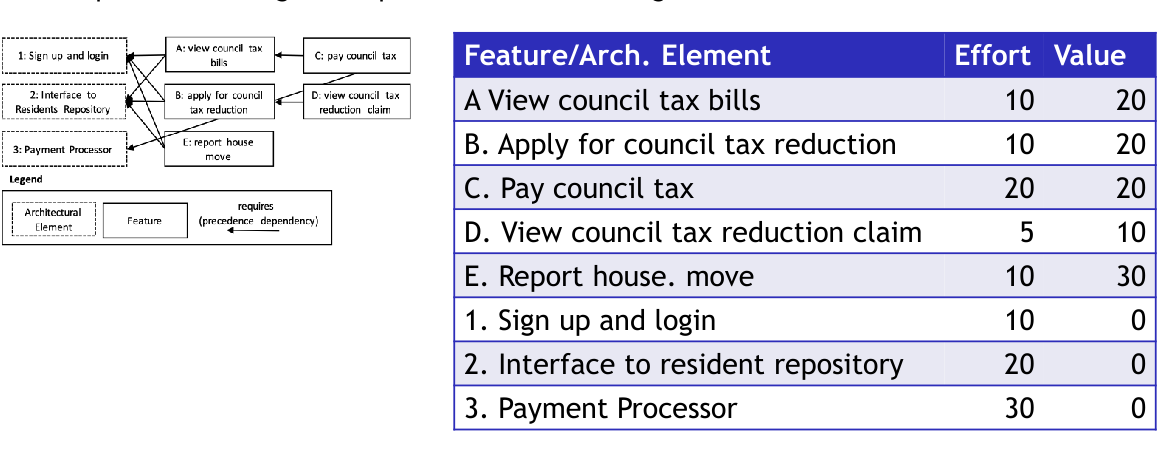 1: Sign up and login
A: view council tax
bills
C: pay council tax
2: Interface to
Residents Repository
B: apply for council
tax reduction
D: view council tax
reduction claim
3: Payment Processor
E: report house
move
Legend
Architectural
Element
Feature
requires
(precedence dependency)
Feature/Arch. Element Effort Value
A View council tax bills 10 20
B. Apply for council tax reduction 10 20
C. Pay council tax 20 20
D. View council tax reduction claim 5 10
E. Report house. move 10 30
1. Sign up and login 10 0
2. Interface to resident repository 20 0
3. Payment Processor 30 0